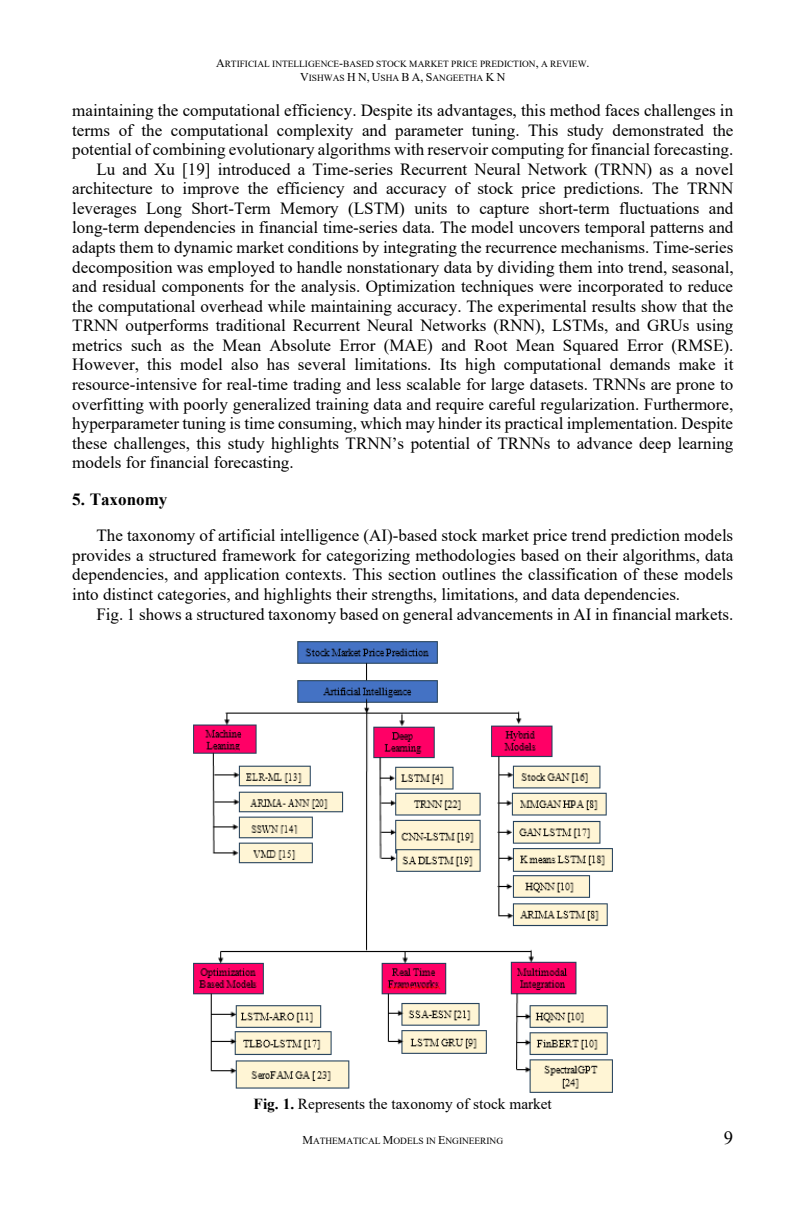 ARTIFICIAL INTELLIGENCE-BASED STOCK MARKET PRICE PREDICTION, A REVIEW.
VISHWAS H N, USHA B A, SANGEETHA K N
maintaining the computational efficiency. Despite its advantages, this method faces challenges in
terms of the computational complexity and parameter tuning. This study demonstrated the
potential of combining evolutionary algorithms with reservoir computing for financial forecasting.
Lu and Xu [19] introduced a Time-series Recurrent Neural Network (TRNN) as a novel
architecture to improve the efficiency and accuracy of stock price predictions. The TRNN
leverages Long Short-Term Memory (LSTM) units to capture short-term fluctuations and
long-term dependencies in financial time-series data. The model uncovers temporal patterns and
adapts them to dynamic market conditions by integrating the recurrence mechanisms. Time-series
decomposition was employed to handle nonstationary data by dividing them into trend, seasonal,
and residual components for the analysis. Optimization techniques were incorporated to reduce
the computational overhead while maintaining accuracy. The experimental results show that the
TRNN outperforms traditional Recurrent Neural Networks (RNN), LSTMs, and GRUs using
metrics such as the Mean Absolute Error (MAE) and Root Mean Squared Error (RMSE).
However, this model also has several limitations. Its high computational demands make it
resource-intensive for real-time trading and less scalable for large datasets. TRNNs are prone to
overfitting with poorly generalized training data and require careful regularization. Furthermore,
hyperparameter tuning is time consuming, which may hinder its practical implementation. Despite
these challenges, this study highlights TRNN's potential of TRNNs to advance deep learning
models for financial forecasting.
5. Taxonomy
The taxonomy of artificial intelligence (AI)-based stock market price trend prediction models
provides a structured framework for categorizing methodologies based on their algorithms, data
dependencies, and application contexts. This section outlines the classification of these models
into distinct categories, and highlights their strengths, limitations, and data dependencies.
Fig. 1 shows a structured taxonomy based on general advancements in AI in financial markets.
Stock Market Price Prediction
Artificial Intelligence
Machine
Leaning
ELR-ML [13]
ARIMA- ANN [20]
SSWN [14]
VMD [15]
Deep
Learning
LSTM [4]
TRNN [22]
CNN-LSTM [19]
SA DLSTM [19]
Hybrid
Models
Stock GAN [16]
MMGAN HPA [8]
GAN LSTM [17]
K means LSTM [18]
HQNN [10]
ARIMA LSTM [8]
Optimization
Based Models
LSTM-ARO [11]
TLBO-LSTM [17]
SeroFAM GA [ 23]
Real Time
Frameworks
SSA-ESN [21]
LSTM GRU [9]
Multimodal
Integration
HQNN [10]
FinBERT [10]
SpectralGPT
[24]
Fig. 1. Represents the taxonomy of stock market
MATHEMATICAL MODELS IN ENGINEERING
9